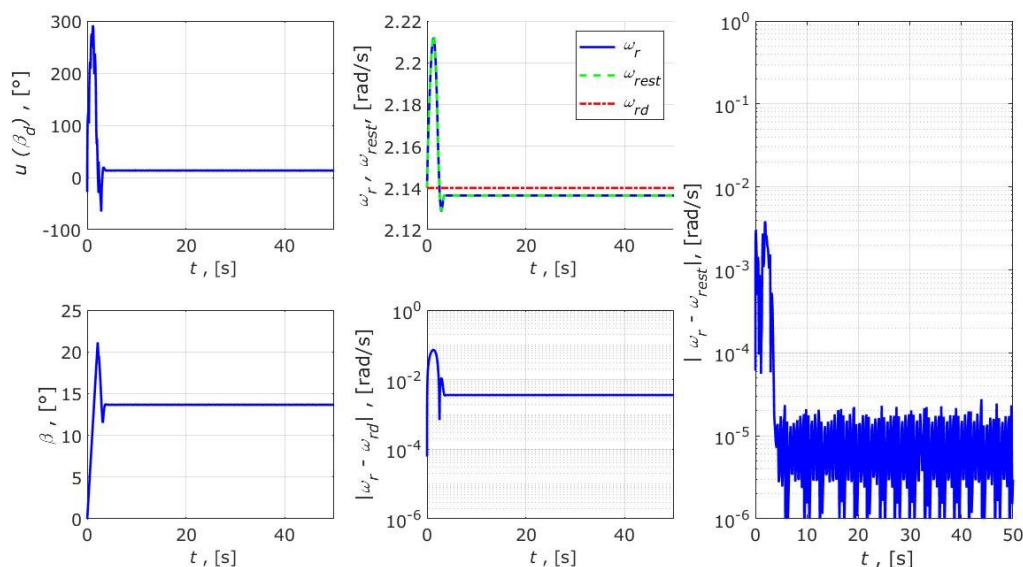 u (β_d) , [°]
300
200
100
0
-100
0 20 40
t , [s]
ω_r , ω_rest, [rad/s]
2.22
2.2
2.18
2.16
2.14
2.12
0 20 40
t , [s]
ω_r
ω_rest
ω_rd
β , [°]
25
20
15
10
5
0
0 20 40
t , [s]
|ω_r - ω_rd| , [rad/s]
10^0
10^-2
10^-4
10^-6
0 20 40
t , [s]
| ω_r - ω_rest| , [rad/s]
10^0
10^-1
10^-2
10^-3
10^-4
10^-5
10^-6
0 10 20 30 40 50
t , [s]